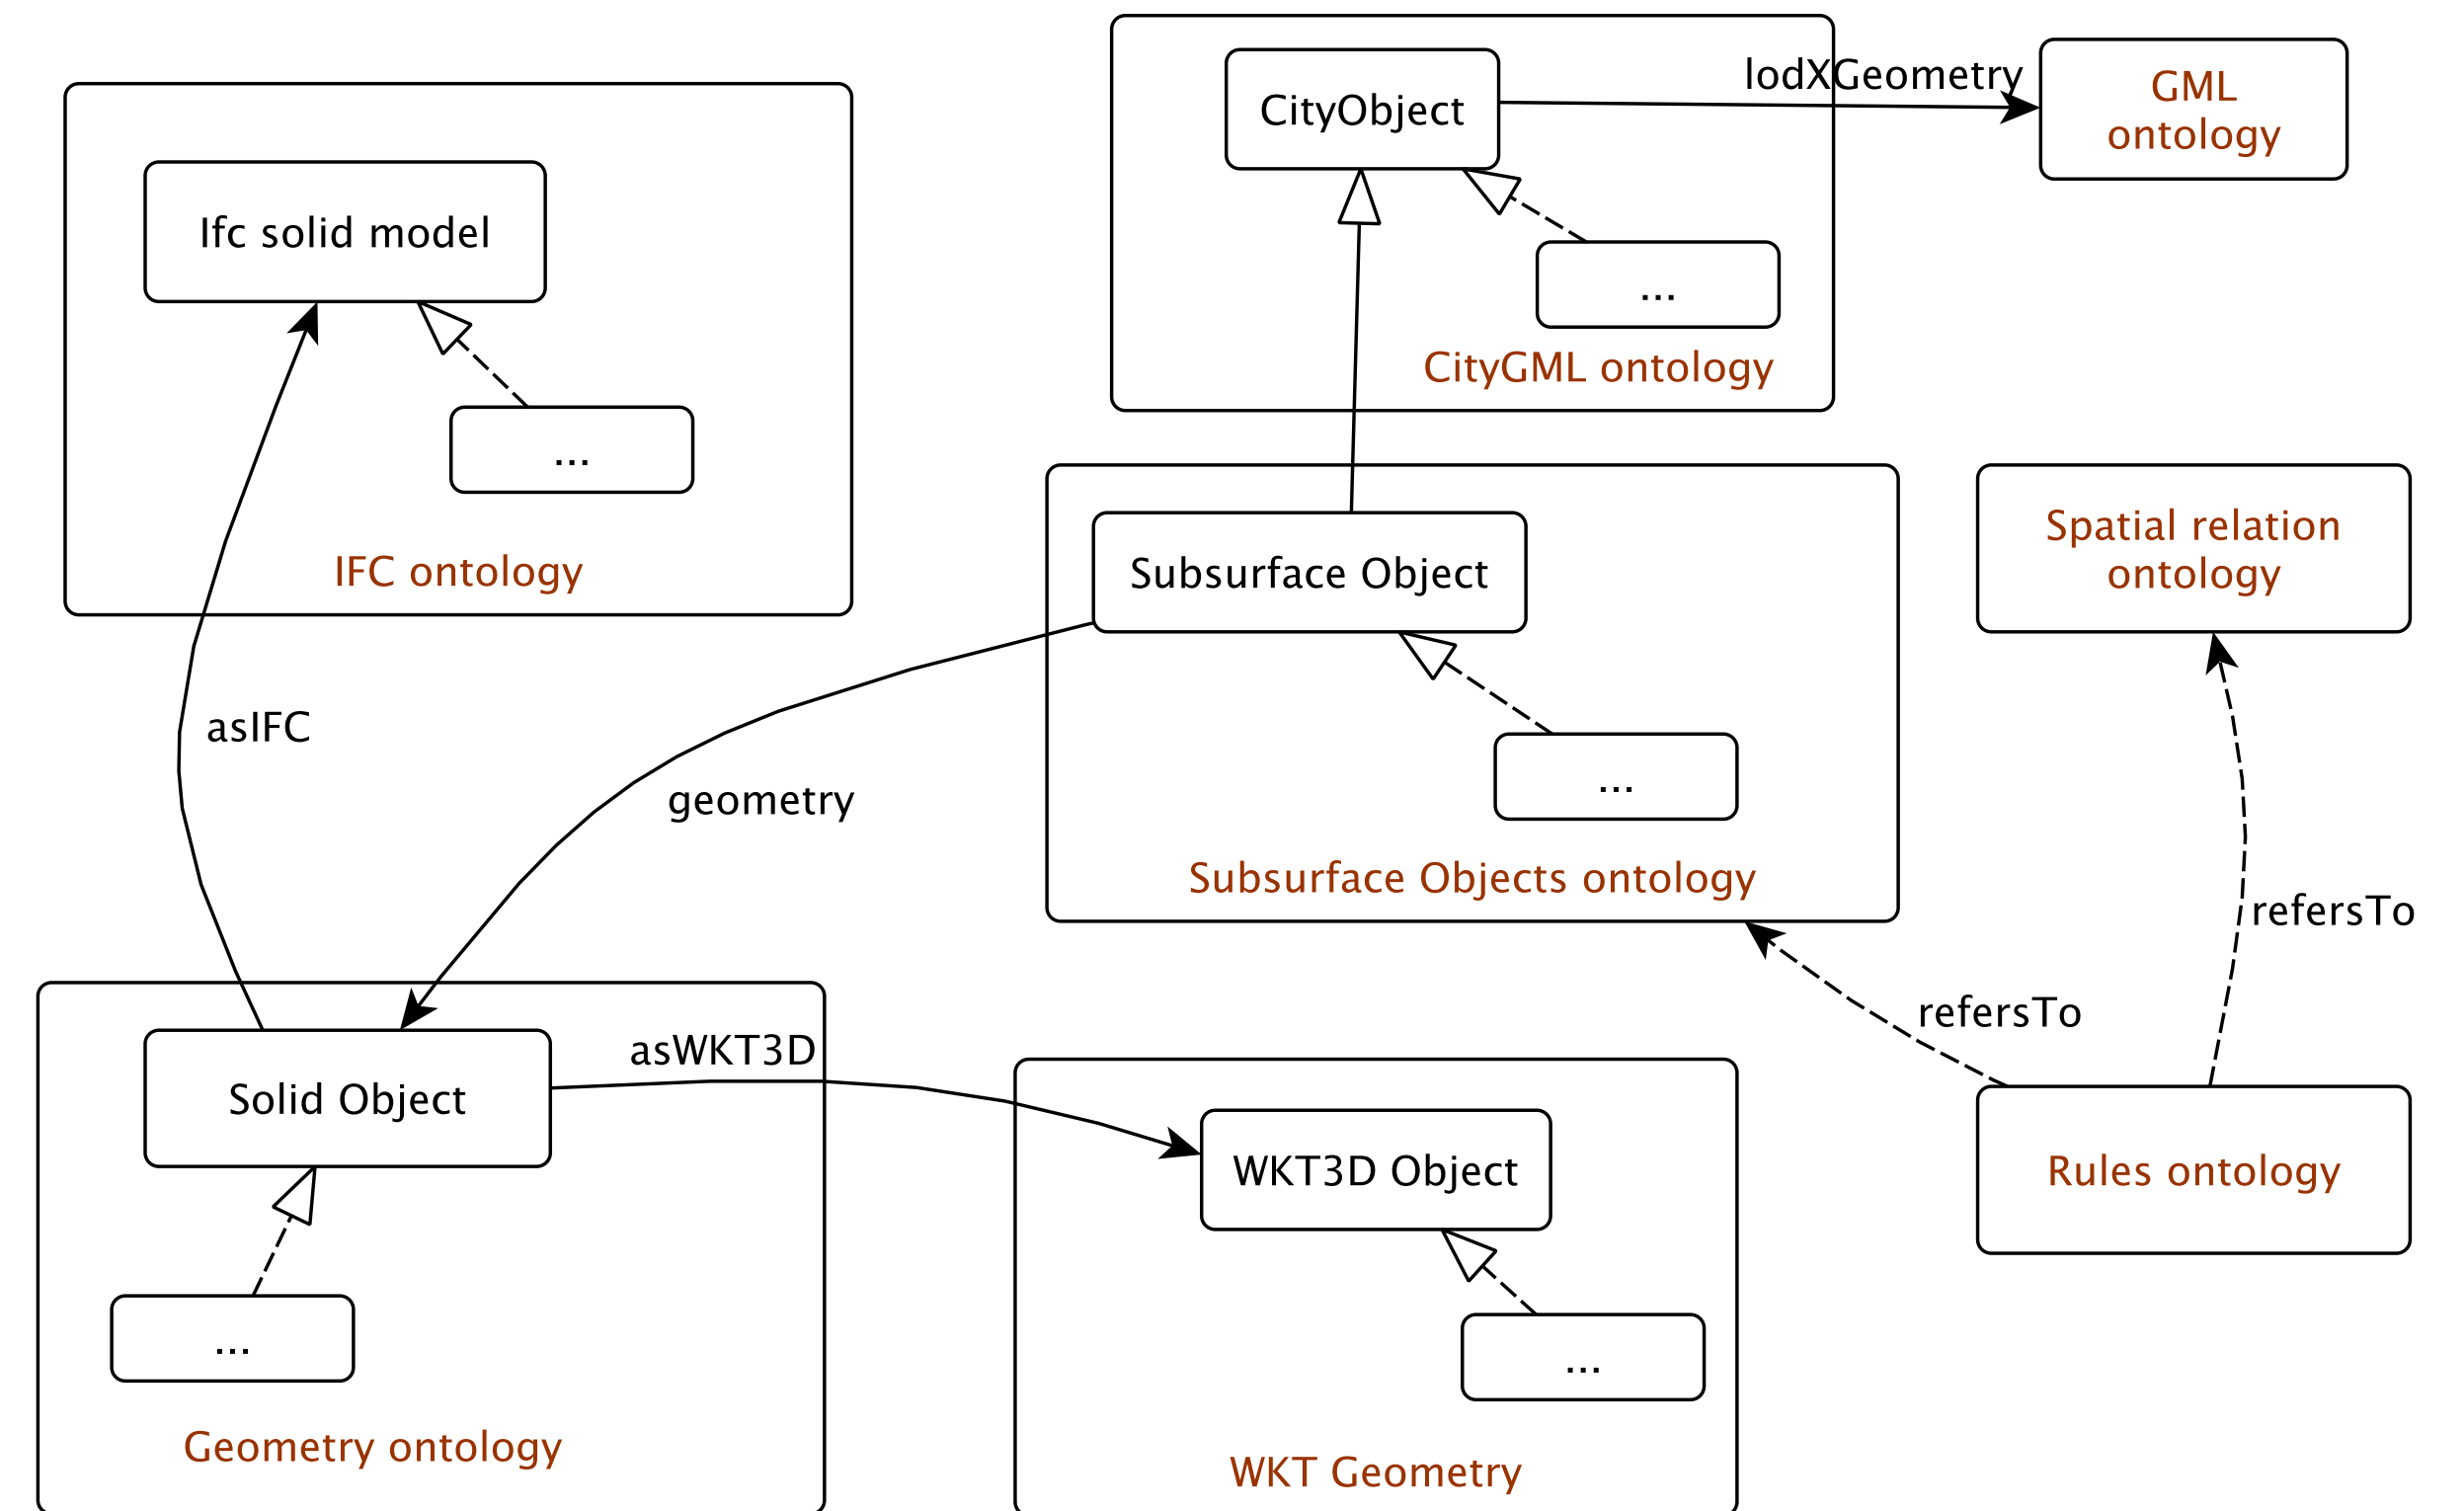 CityObject
lodXGeometry
GML
ontology
Ifc solid model
...
...
CityGML ontology
IFC ontology
Subsurface Object
Spatial relation
ontology
asIFC
geometry
...
Subsurface Objects ontology
refersTo
refersTo
asWKT3D
Solid Object
WKT3D Object
Rules ontology
...
...
Geometry ontology
WKT Geometry